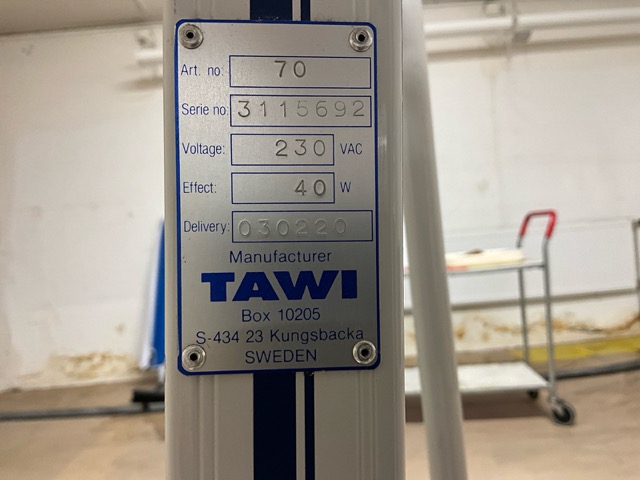 Art. no: 70
Serie no: 3115692
Voltage: 230 VAC
Effect: 40 W
Delivery: 030220
Manufacturer
TAWI
Box 10205
S-434 23 Kungsbacka
SWEDEN